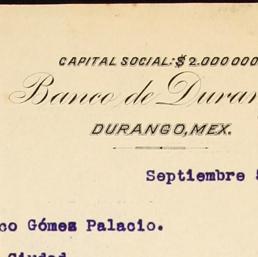 CAPITAL SOCIAL: $ 2.000 000
Banco de Duran
DURANGO, MEX.
Septiembre
co Gómez Palacio.
Ciudad